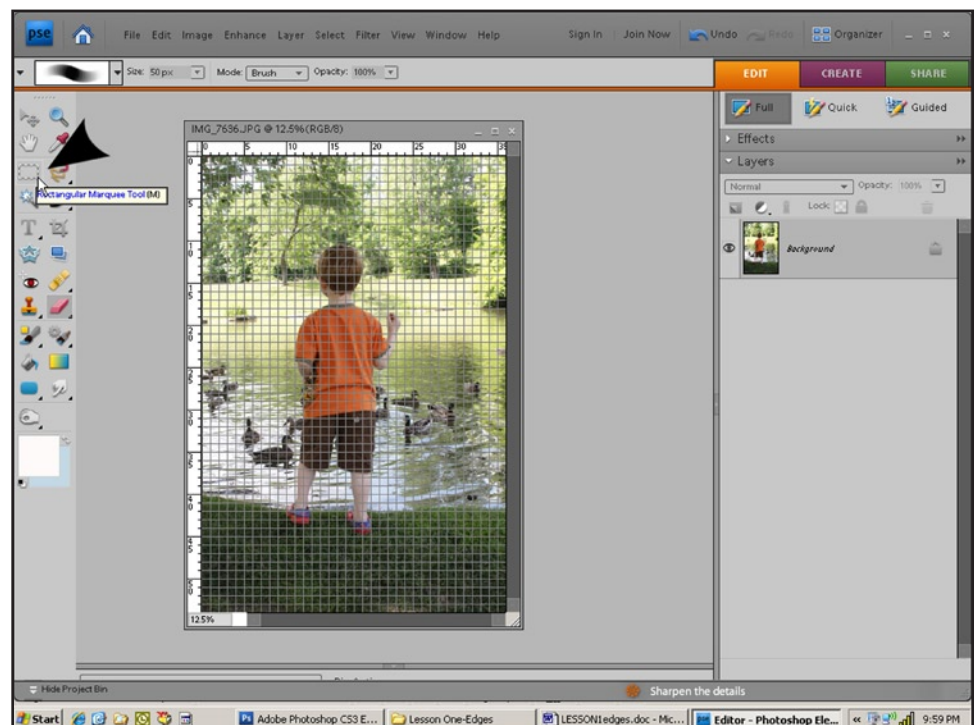 pse File Edit Image Enhance Layer Select Filter View Window Help Sign In Join Now Undo Redo Organizer
Size: 50 px Mode: Brush Opacity: 100% EDIT CREATE SHARE
Full Quick Guided
IMG_7636.JPG @ 12.5%(RGB/8)
Effects
0 5 10 15 20 25 30 35
Layers
Normal Opacity: 100%
Rectangular Marquee Tool (M)
Lock:
Background
12.5%
Hide Project Bin Sharpen the details
Start Adobe Photoshop CS3 E... Lesson One-Edges LESSON1edges.doc - Mic... Editor - Photoshop Ele... 9:59 PM